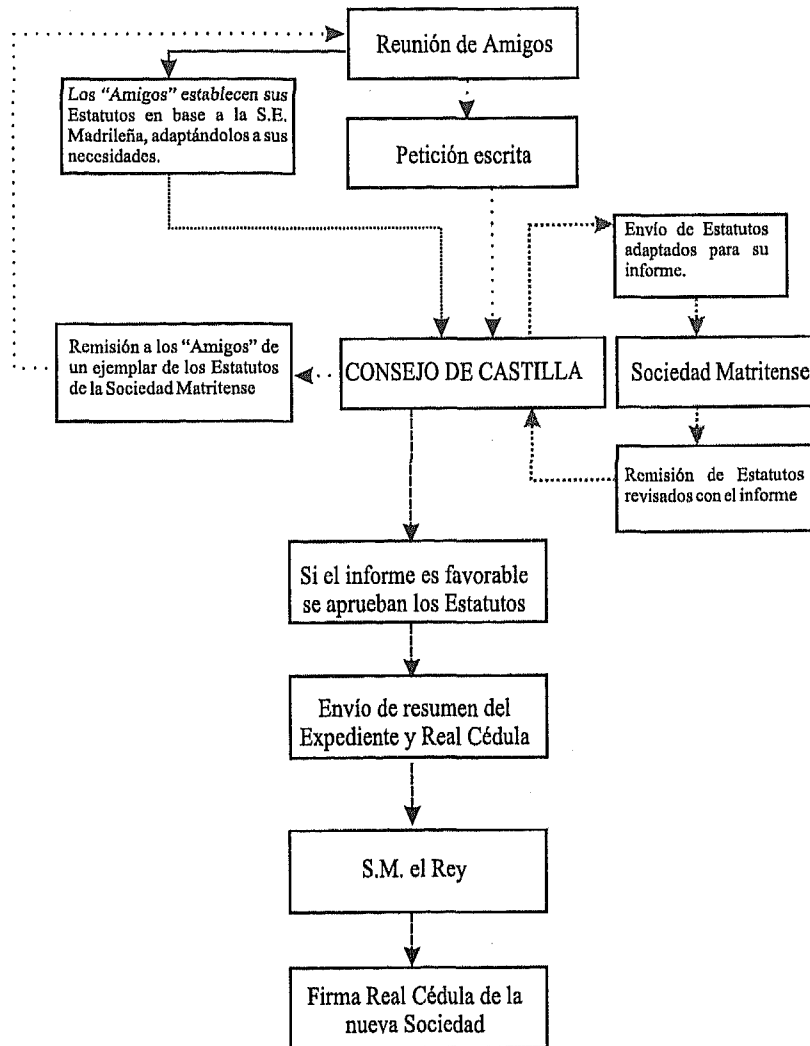 Reunión de Amigos
Los “Amigos” establecen sus
Estatutos en base a la S.E.
Madrileña, adaptándolos a sus
necesidades.
Petición escrita
Envío de Estatutos
adaptados para su
informe.
Remisión a los “Amigos” de
un ejemplar de los Estatutos
de la Sociedad Matritense
CONSEJO DE CASTILLA
Sociedad Matritense
Remisión de Estatutos
revisados con el informe
Si el informe es favorable
se aprueban los Estatutos
Envío de resumen del
Expediente y Real Cédula
S.M. el Rey
Firma Real Cédula de la
nueva Sociedad